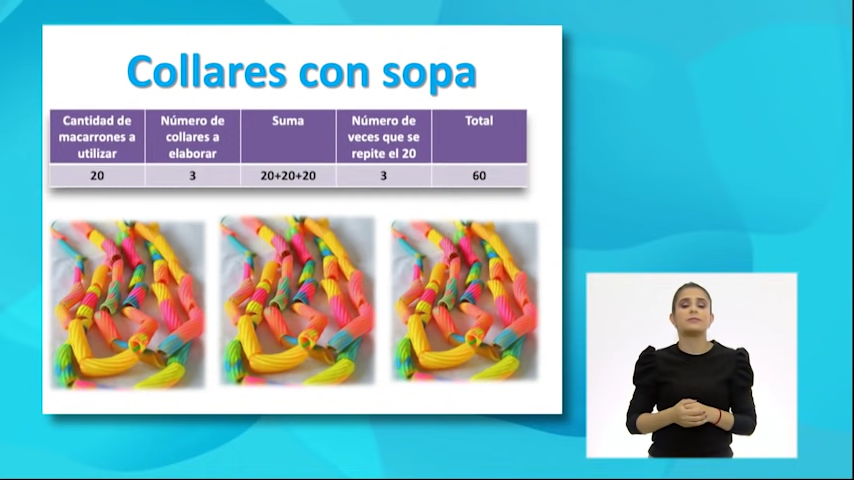 Collares con sopa
Cantidad de macarrones a utilizar
Número de collares a elaborar
Suma
Número de veces que se repite el 20
Total
20
3
20+20+20
3
60